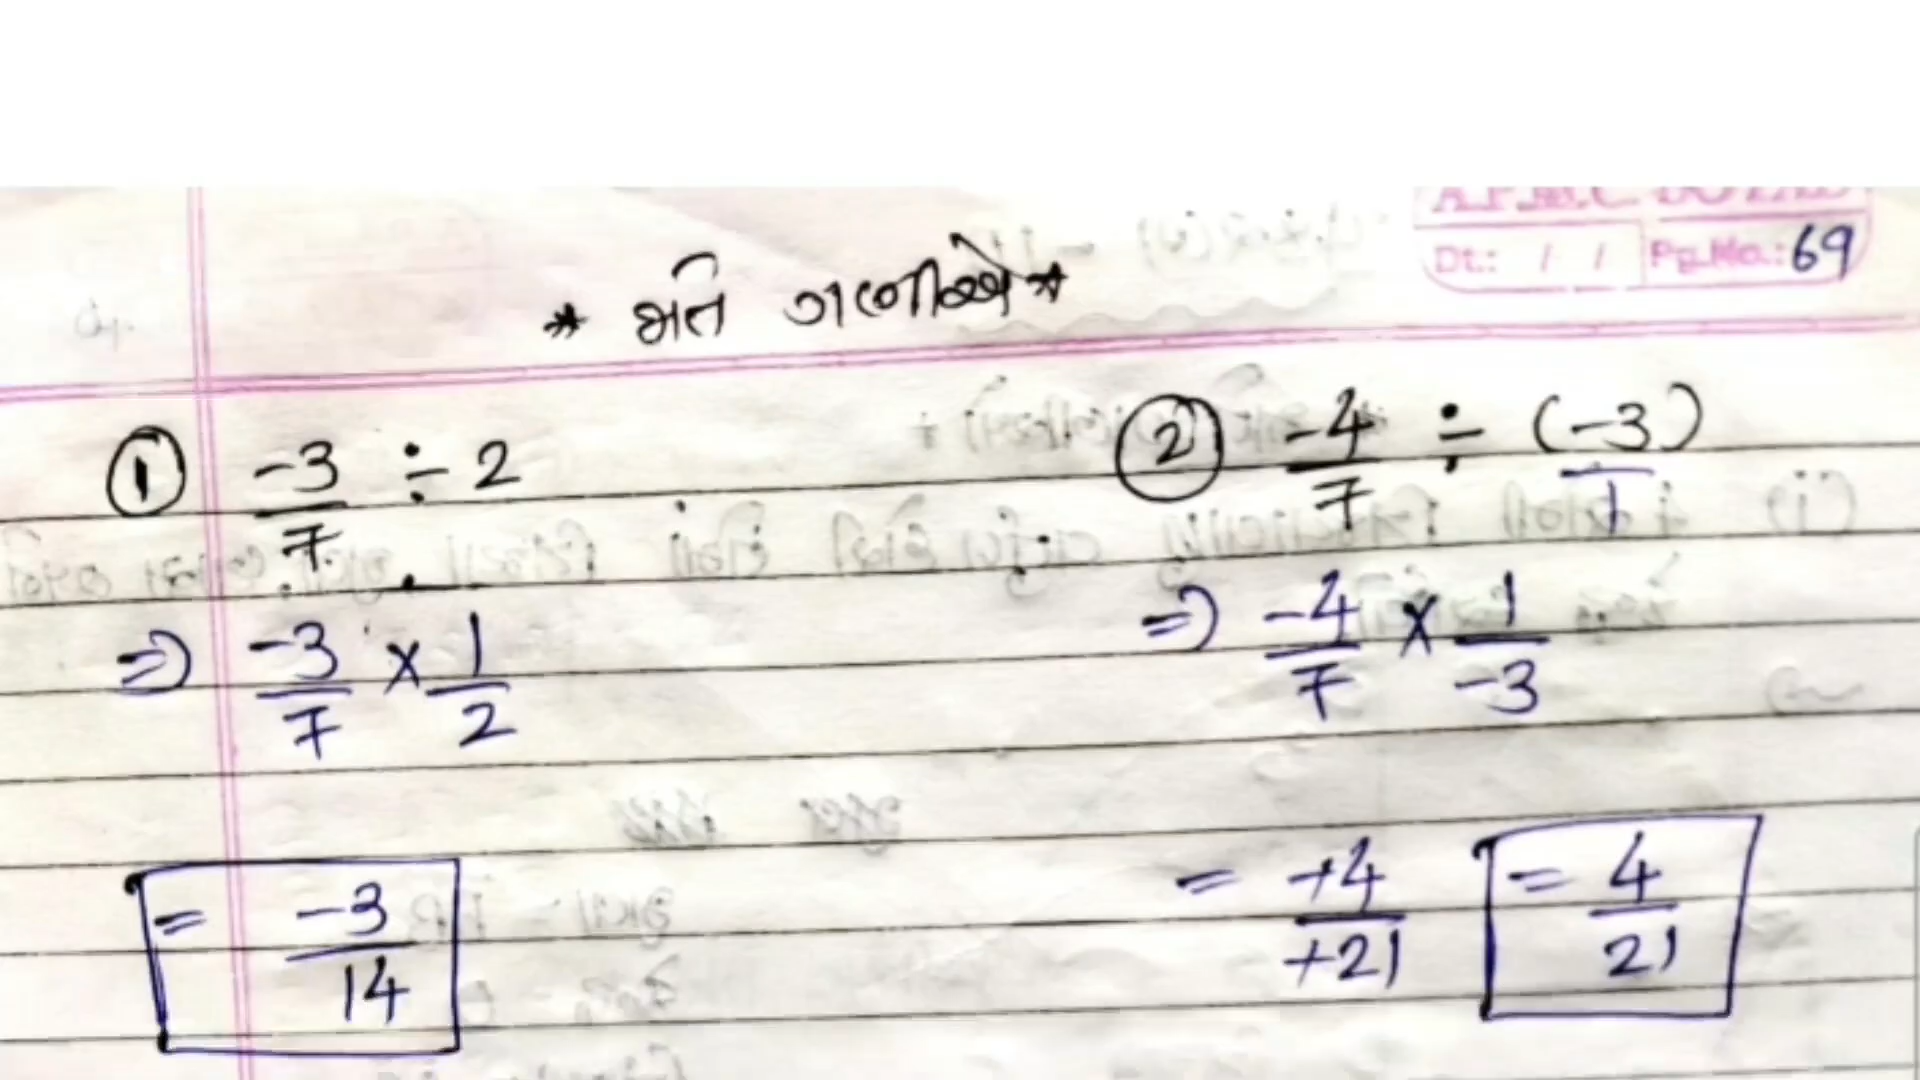 Dt.: / / Pg.No.: 69
* ગણીએ *
① -3/7 ÷ 2
⇒ -3/7 × 1/2
= -3/14
② -4/7 ÷ (-3)/1
⇒ -4/7 × 1/-3
= +4/+21 = 4/21